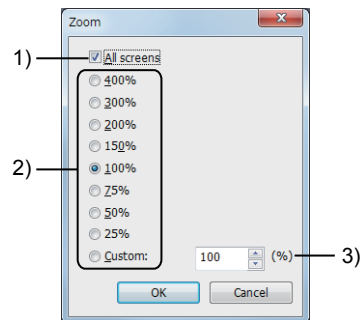 Zoom
1)
All screens
400%
300%
200%
150%
2)
100%
75%
50%
25%
Custom:
100
(%)
3)
OK
Cancel